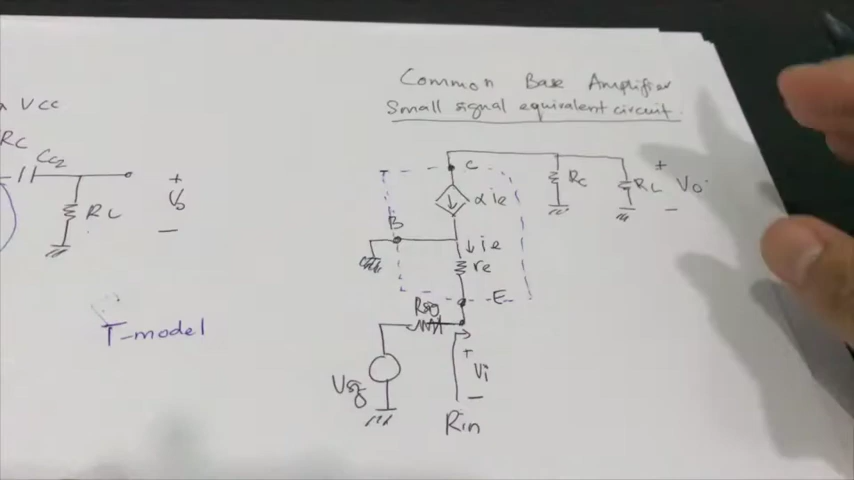 Common Base Amplifier
Small signal equivalent circuit.
VCC
RC
CC2
+
RL
Vo
-
T-model
C
αie
RC
RL
+
Vo
-
B
ie
re
E
Rsg
Vsg
+
Vi
-
Rin